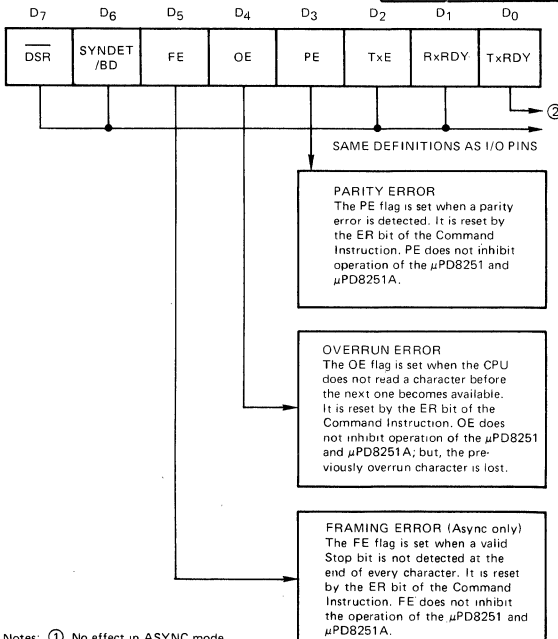 D7 D6 D5 D4 D3 D2 D1 D0
DSR SYNDET /BD FE OE PE TxE RxRDY TxRDY
②
SAME DEFINITIONS AS I/O PINS
PARITY ERROR
The PE flag is set when a parity
error is detected. It is reset by
the ER bit of the Command
Instruction. PE does not inhibit
operation of the μPD8251 and
μPD8251A.
OVERRUN ERROR
The OE flag is set when the CPU
does not read a character before
the next one becomes available.
It is reset by the ER bit of the
Command Instruction. OE does
not inhibit operation of the μPD8251
and μPD8251A; but, the pre-
viously overrun character is lost.
FRAMING ERROR (Async only)
The FE flag is set when a valid
Stop bit is not detected at the
end of every character. It is reset
by the ER bit of the Command
Instruction. FE does not inhibit
the operation of the μPD8251 and
μPD8251A.
Notes: ① No effect in ASYNC mode